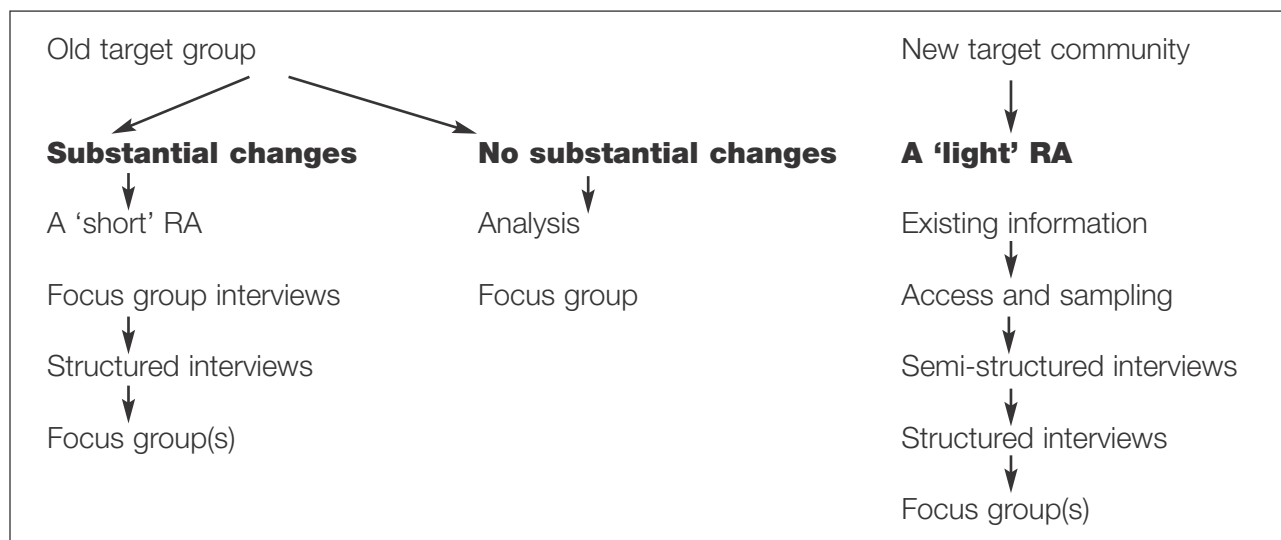 Old target group
New target community
Substantial changes
No substantial changes
A ‘light’ RA
A ‘short’ RA
Analysis
Existing information
Focus group interviews
Focus group
Access and sampling
Structured interviews
Semi-structured interviews
Focus group(s)
Structured interviews
Focus group(s)